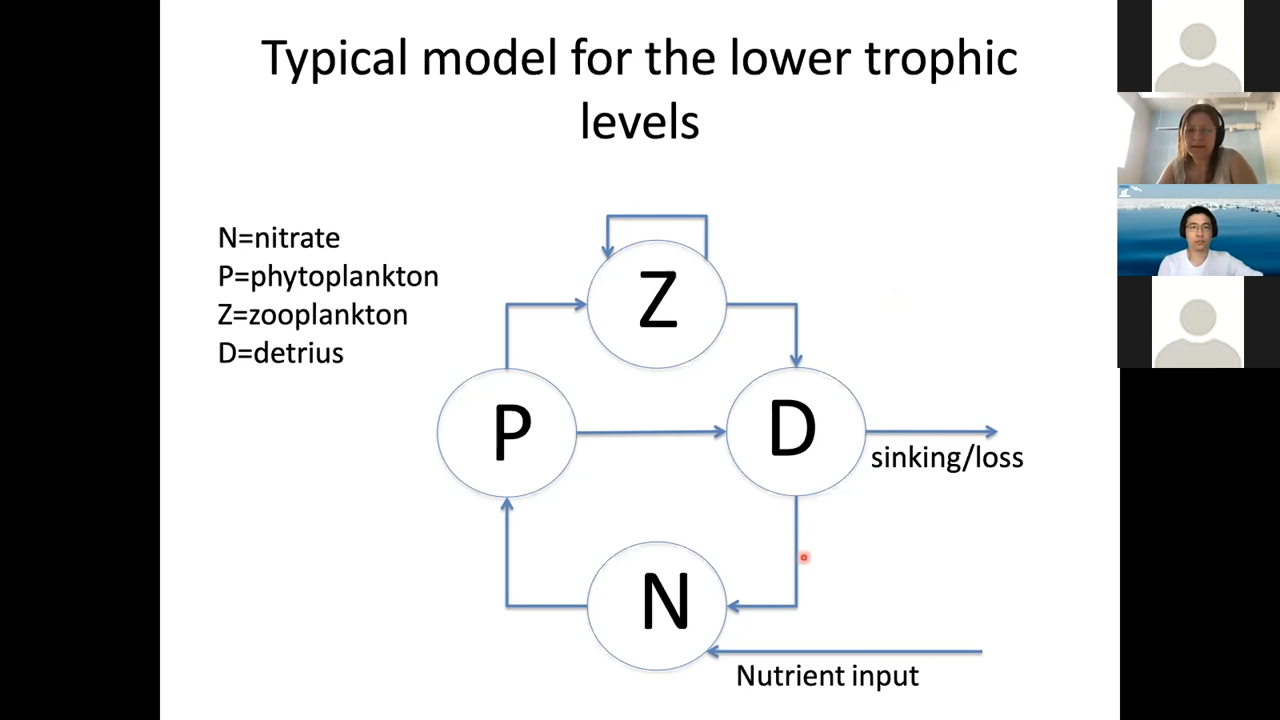 Typical model for the lower trophic
levels
N=nitrate
P=phytoplankton
Z=zooplankton
D=detrius
Z
P
D
sinking/loss
N
Nutrient input